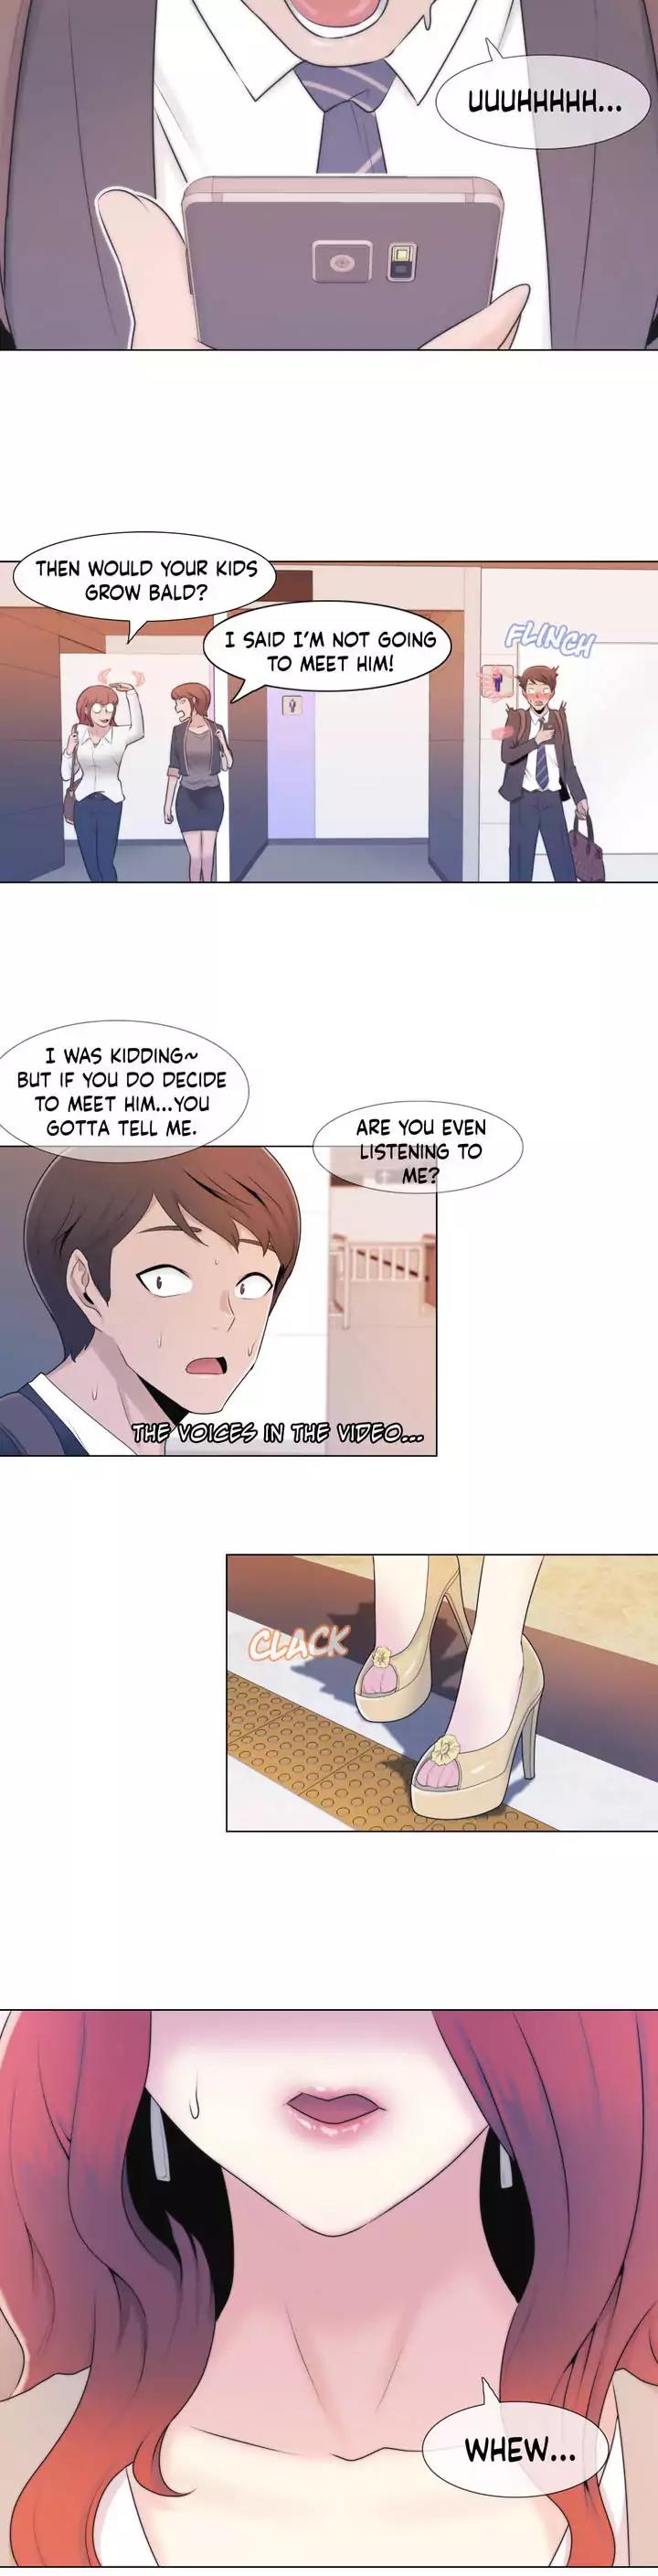 UUUHHHHH...
THEN WOULD YOUR KIDS
GROW BALD?
I SAID I'M NOT GOING
TO MEET HIM!
FLINCH
I WAS KIDDING~
BUT IF YOU DO DECIDE
TO MEET HIM...YOU
GOTTA TELL ME.
ARE YOU EVEN
LISTENING TO
ME?
THE VOICES IN THE VIDEO...
CLACK
WHEW...